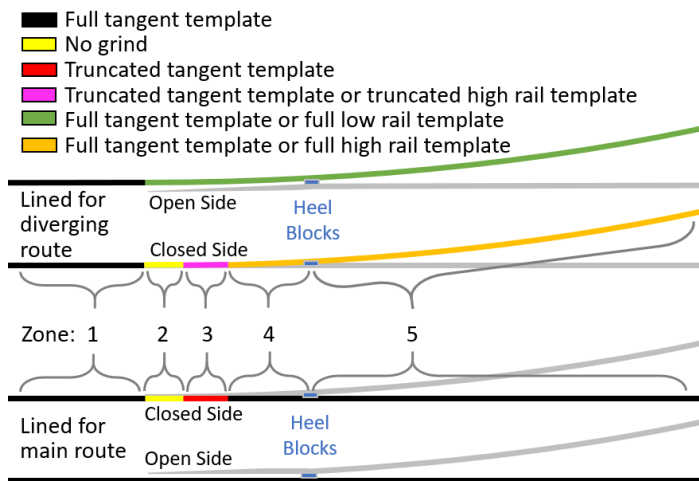 Full tangent template
No grind
Truncated tangent template
Truncated tangent template or truncated high rail template
Full tangent template or full low rail template
Full tangent template or full high rail template
Lined for
diverging
route
Open Side
Heel
Blocks
Closed Side
Zone: 1 2 3 4 5
Lined for
main route
Closed Side
Heel
Blocks
Open Side